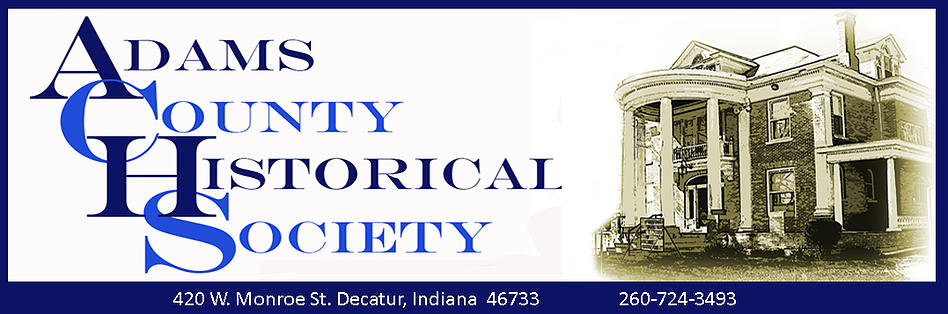 ADAMS
COUNTY
HISTORICAL
SOCIETY
420 W. Monroe St. Decatur, Indiana 46733 260-724-3493